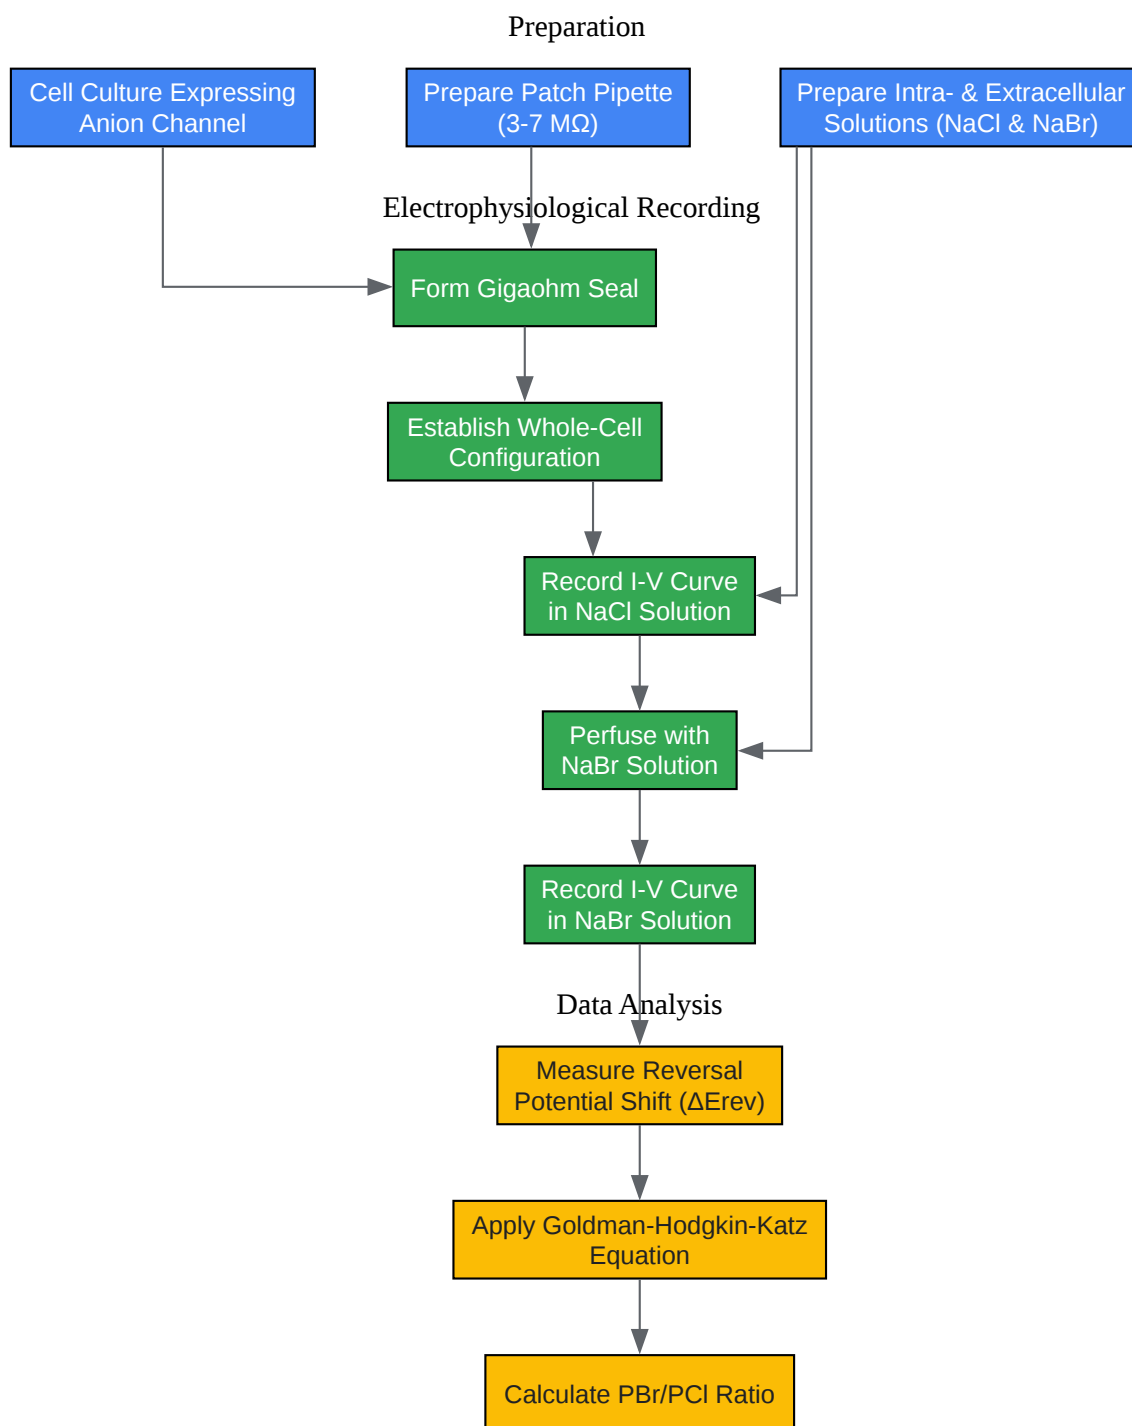 Preparation
Cell Culture Expressing
Anion Channel
Prepare Patch Pipette
(3-7 MΩ)
Prepare Intra- & Extracellular
Solutions (NaCl & NaBr)
Electrophysiological Recording
Form Gigaohm Seal
Establish Whole-Cell
Configuration
Record I-V Curve
in NaCl Solution
Perfuse with
NaBr Solution
Record I-V Curve
in NaBr Solution
Data Analysis
Measure Reversal
Potential Shift (ΔErev)
Apply Goldman-Hodgkin-Katz
Equation
Calculate PBr/PCl Ratio